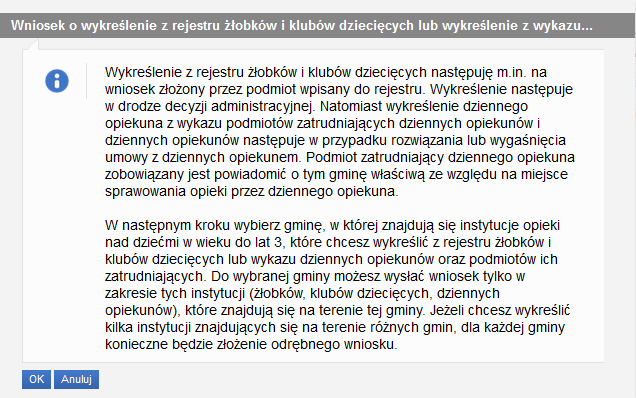 Wniosek o wykreślenie z rejestru żłobków i klubów dziecięcych lub wykreślenie z wykazu...
Wykreślenie z rejestru żłobków i klubów dziecięcych następuję m.in. na
wniosek złożony przez podmiot wpisany do rejestru. Wykreślenie następuje
w drodze decyzji administracyjnej. Natomiast wykreślenie dziennego
opiekuna z wykazu podmiotów zatrudniających dziennych opiekunów i
dziennych opiekunów następuje w przypadku rozwiązania lub wygaśnięcia
umowy z dziennym opiekunem. Podmiot zatrudniający dziennego opiekuna
zobowiązany jest powiadomić o tym gminę właściwą ze względu na miejsce
sprawowania opieki przez dziennego opiekuna.
W następnym kroku wybierz gminę, w której znajdują się instytucje opieki
nad dziećmi w wieku do lat 3, które chcesz wykreślić z rejestru żłobków i
klubów dziecięcych lub wykazu dziennych opiekunów oraz podmiotów ich
zatrudniających. Do wybranej gminy możesz wysłać wniosek tylko w
zakresie tych instytucji (żłobków, klubów dziecięcych, dziennych
opiekunów), które znajdują się na terenie tej gminy. Jeżeli chcesz wykreślić
kilka instytucji znajdujących się na terenie różnych gmin, dla każdej gminy
konieczne będzie złożenie odrębnego wniosku.
OK Anuluj